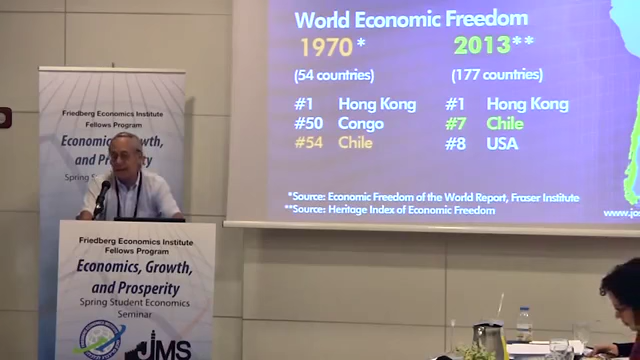 World Economic Freedom
1970* 2013**
(54 countries) (177 countries)
#1 Hong Kong #1 Hong Kong
#50 Congo #7 Chile
#54 Chile #8 USA
*Source: Economic Freedom of the World Report, Fraser Institute
**Source: Heritage Index of Economic Freedom
Friedberg Economics Institute
Fellows Program
Economics, Growth,
and Prosperity
Friedberg Economics Institute
Fellows Program
Economics, Growth,
and Prosperity
Spring Student Economics
Seminar
JIMS